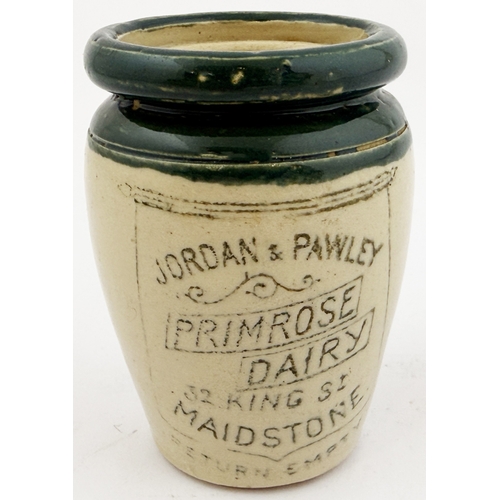 JORDAN & PAWLEY
PRIMROSE
DAIRY
32 KING ST
MAIDSTONE
RETURN EMPTY